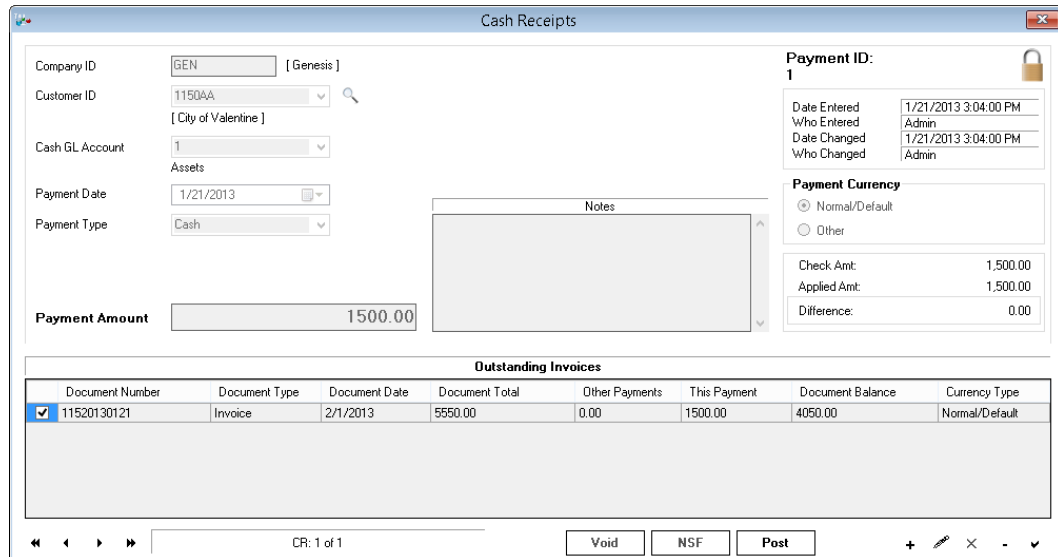 Cash Receipts
Company ID GEN [ Genesis ]
Customer ID 1150AA
[ City of Valentine ]
Cash GL Account 1
Assets
Payment Date 1/21/2013
Payment Type Cash
Payment Amount 1500.00
Notes
Payment ID:
1
Date Entered 1/21/2013 3:04:00 PM
Who Entered Admin
Date Changed 1/21/2013 3:04:00 PM
Who Changed Admin
Payment Currency
Normal/Default
Other
Check Amt: 1,500.00
Applied Amt: 1,500.00
Difference: 0.00
Outstanding Invoices
Document Number Document Type Document Date Document Total Other Payments This Payment Document Balance Currency Type
11520130121 Invoice 2/1/2013 5550.00 0.00 1500.00 4050.00 Normal/Default
CR: 1 of 1 Void NSF Post